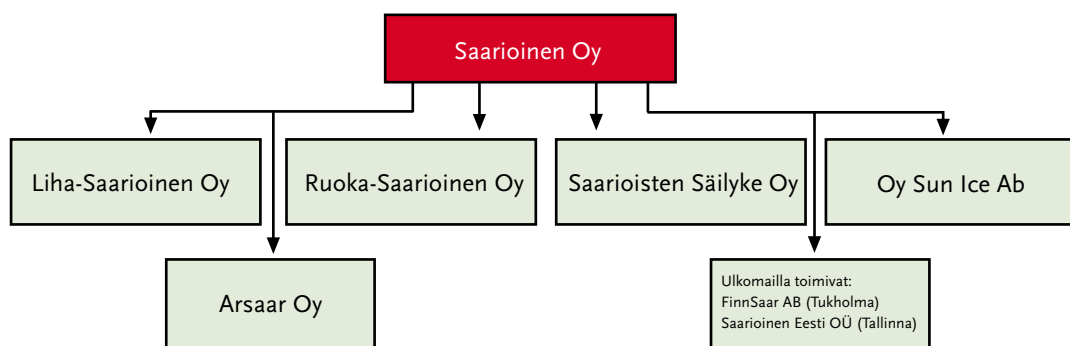 Saarioinen Oy
Liha-Saarioinen Oy
Ruoka-Saarioinen Oy
Saarioisten Säilyke Oy
Oy Sun Ice Ab
Arsaar Oy
Ulkomailla toimivat:
FinnSaar AB (Tukholma)
Saarioinen Eesti OÜ (Tallinna)